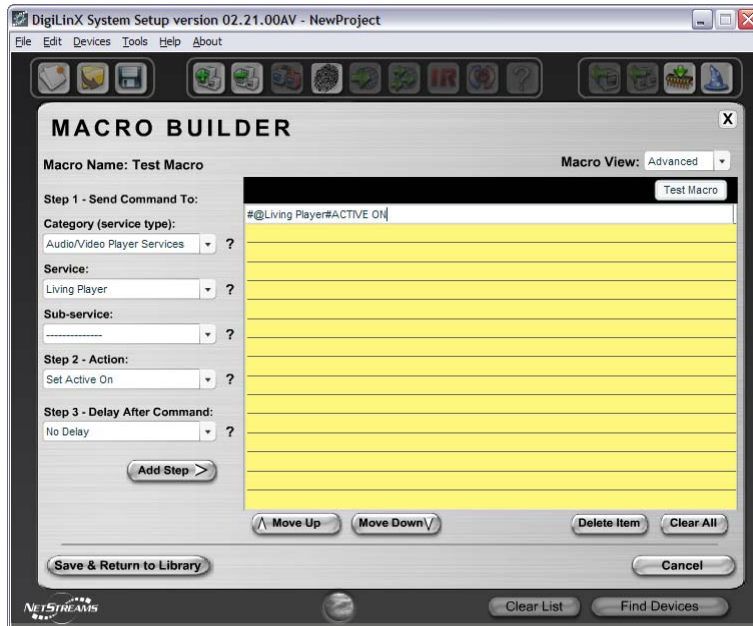 DigiLinX System Setup version 02.21.00AV - NewProject
File Edit Devices Tools Help About
IR ?
MACRO BUILDER X
Macro Name: Test Macro
Macro View: Advanced
Test Macro
Step 1 - Send Command To:
Category (service type):
Audio/Video Player Services ?
Service:
Living Player ?
Sub-service:
-------------- ?
Step 2 - Action:
Set Active On ?
Step 3 - Delay After Command:
No Delay ?
Add Step >
#@Living Player#ACTIVE ON
Move Up Move Down Delete Item Clear All
Save & Return to Library Cancel
NETSTREAMS Clear List Find Devices